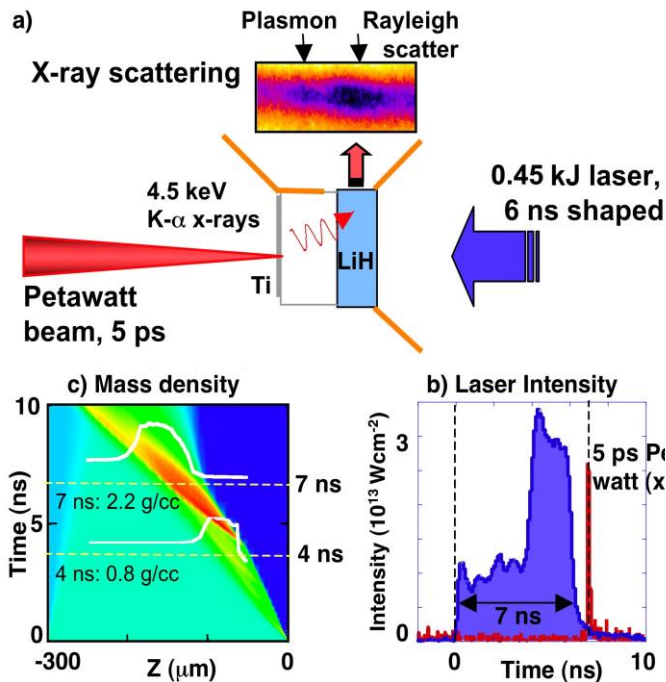 a)
Plasmon
Rayleigh
scatter
X-ray scattering
4.5 keV
K-α x-rays
0.45 kJ laser,
6 ns shaped
LiH
Ti
Petawatt
beam, 5 ps
c) Mass density
10
Time (ns)
5
0
7 ns
7 ns: 2.2 g/cc
4 ns
4 ns: 0.8 g/cc
-300
Z (μm)
0
b) Laser Intensity
Intensity (10¹³ Wcm⁻²)
3
0
5 ps Pe
watt (x
7 ns
0
10
Time (ns)